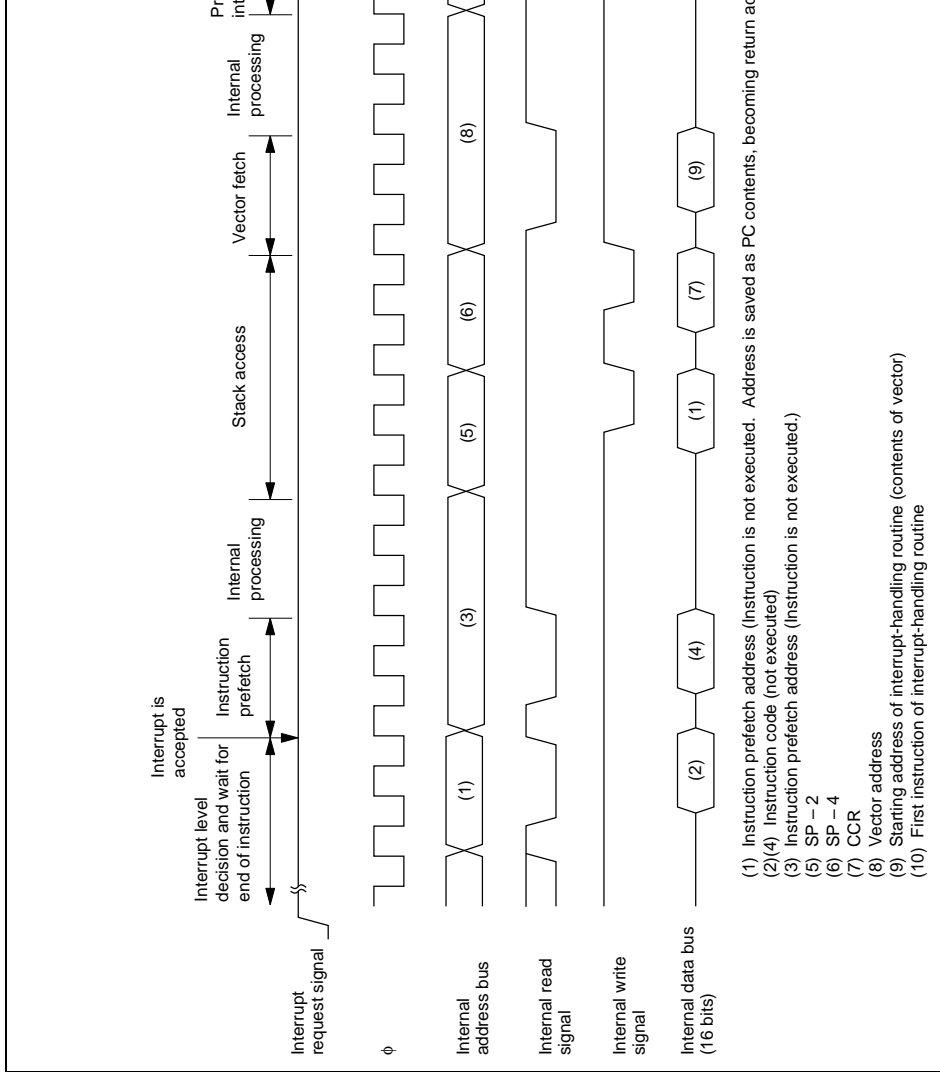 Interrupt is
accepted
Interrupt level
decision and wait for
end of instruction
Instruction
prefetch
Internal
processing
Stack access
Vector fetch
Internal
processing
Interrupt
request signal
φ
Internal
address bus
(1)
(3)
(5)
(6)
(8)
Internal read
signal
Internal write
signal
Internal data bus
(16 bits)
(2)
(4)
(1)
(7)
(9)
(1) Instruction prefetch address (Instruction is not executed. Address is saved as PC contents, becoming return
(2)(4) Instruction code (not executed)
(3) Instruction prefetch address (Instruction is not executed.)
(5) SP – 2
(6) SP – 4
(7) CCR
(8) Vector address
(9) Starting address of interrupt-handling routine (contents of vector)
(10) First instruction of interrupt-handling routine